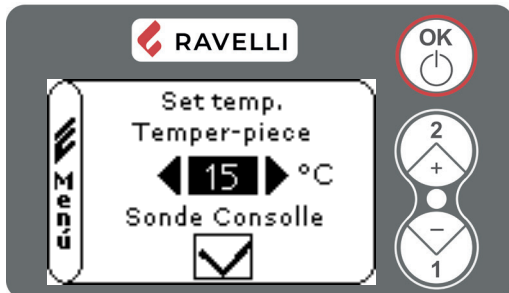 RAVELLI
OK
Menú
Set temp.
Temper-piece
15 °C
Sonde Consolle
2
+
−
1